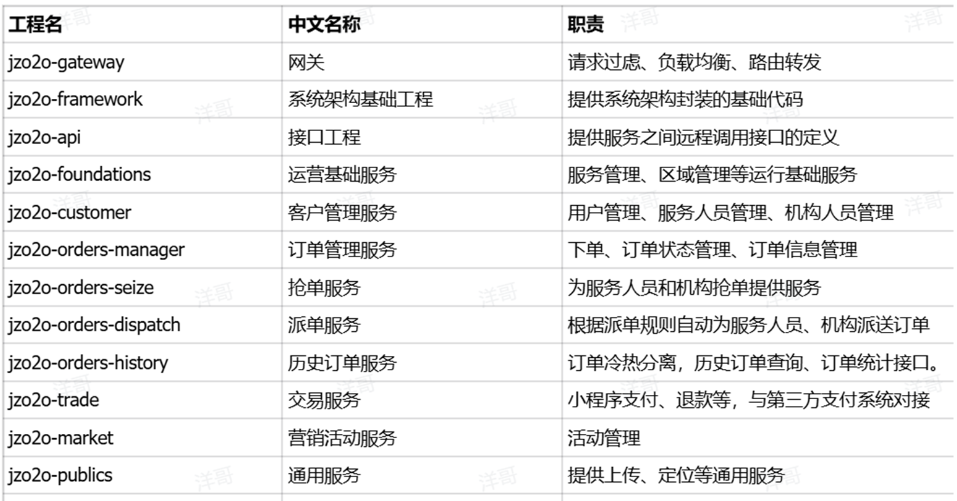 工程名 中文名称 职责
jzo2o-gateway 网关 请求过虑、负载均衡、路由转发
jzo2o-framework 系统架构基础工程 提供系统架构封装的基础代码
jzo2o-api 接口工程 提供服务之间远程调用接口的定义
jzo2o-foundations 运营基础服务 服务管理、区域管理等运行基础服务
jzo2o-customer 客户管理服务 用户管理、服务人员管理、机构人员管理
jzo2o-orders-manager 订单管理服务 下单、订单状态管理、订单信息管理
jzo2o-orders-seize 抢单服务 为服务人员和机构抢单提供服务
jzo2o-orders-dispatch 派单服务 根据派单规则自动为服务人员、机构派送订单
jzo2o-orders-history 历史订单服务 订单冷热分离，历史订单查询、订单统计接口。
jzo2o-trade 交易服务 小程序支付、退款等，与第三方支付系统对接
jzo2o-market 营销活动服务 活动管理
jzo2o-publics 通用服务 提供上传、定位等通用服务